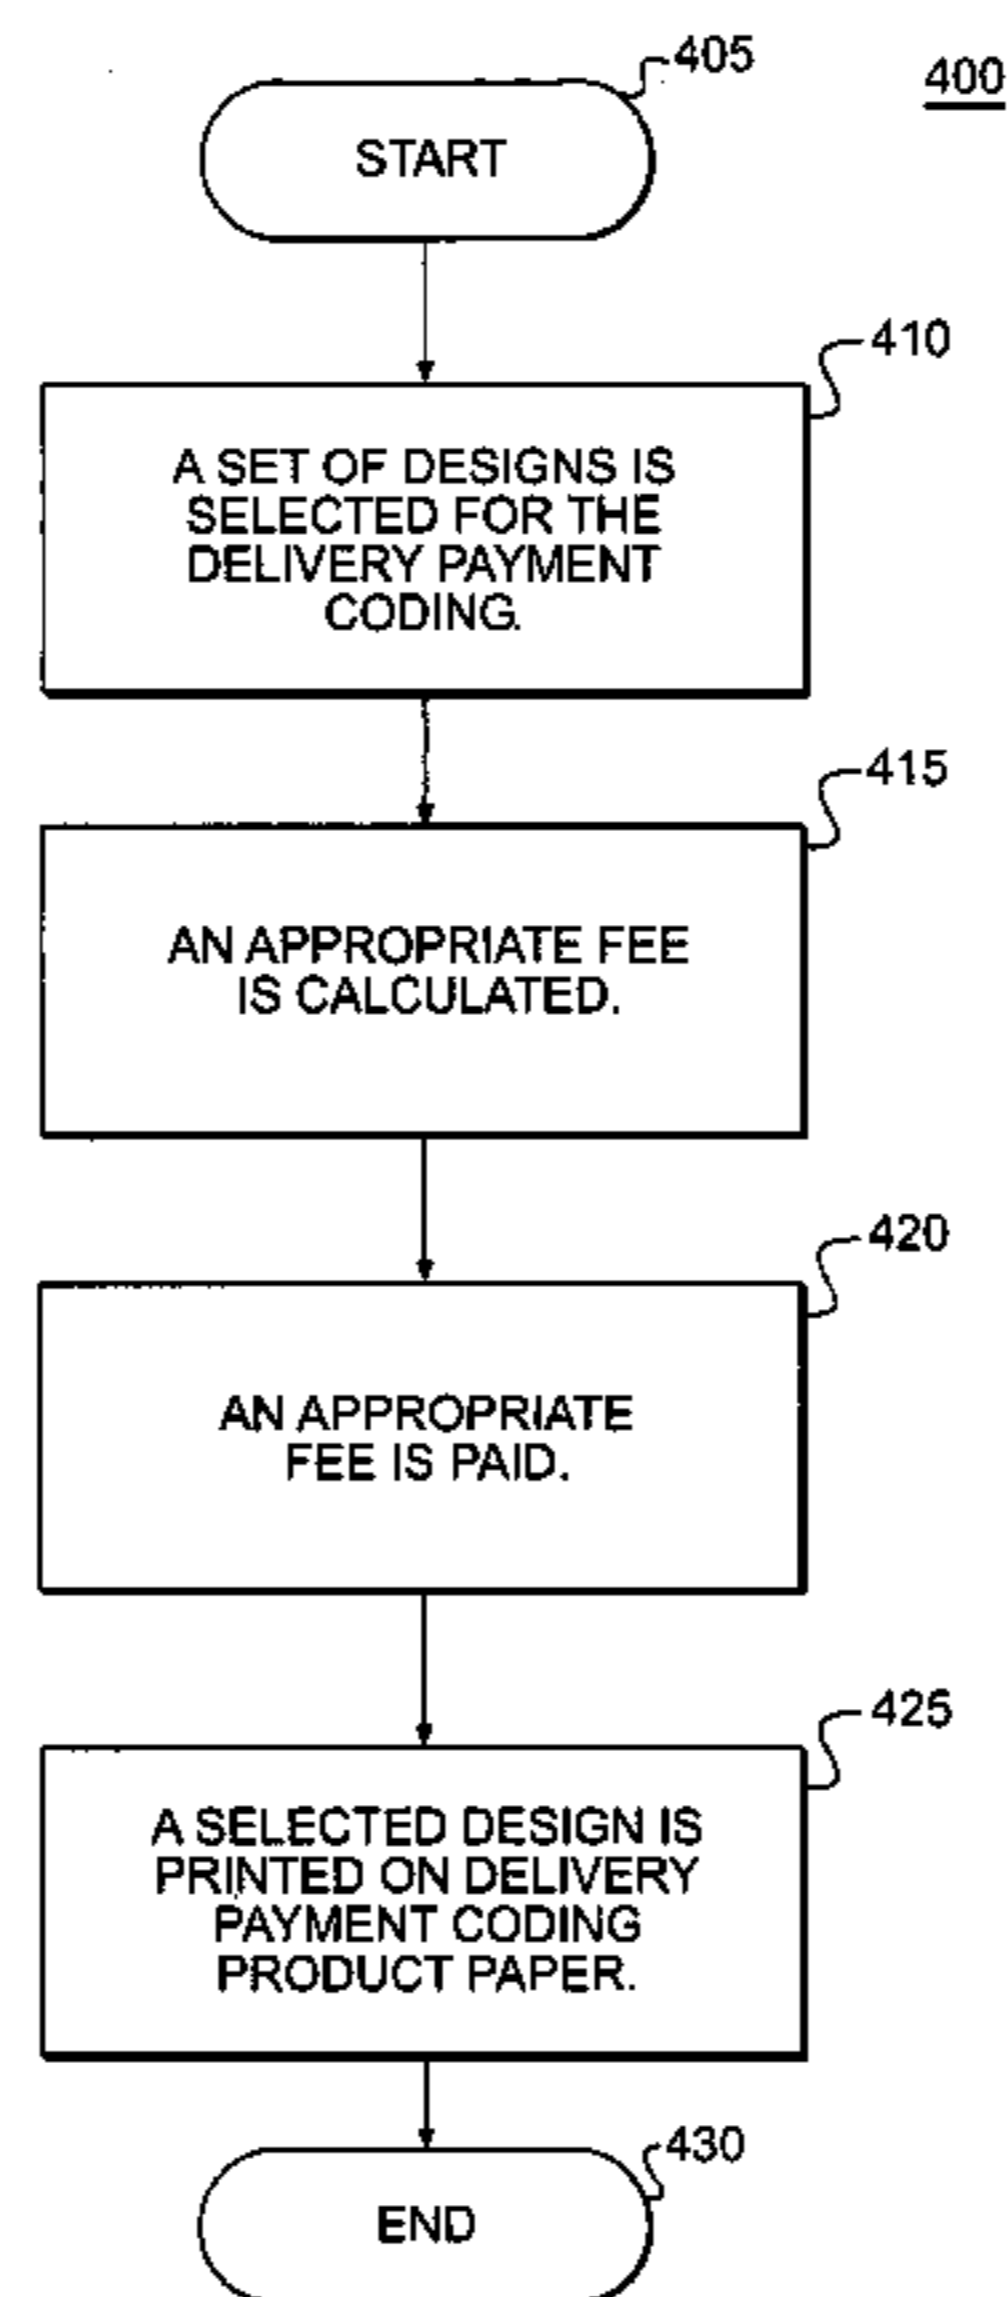 405
400
START
410
A SET OF DESIGNS IS
SELECTED FOR THE
DELIVERY PAYMENT
CODING.
415
AN APPROPRIATE FEE
IS CALCULATED.
420
AN APPROPRIATE
FEE IS PAID.
425
A SELECTED DESIGN IS
PRINTED ON DELIVERY
PAYMENT CODING
PRODUCT PAPER.
430
END